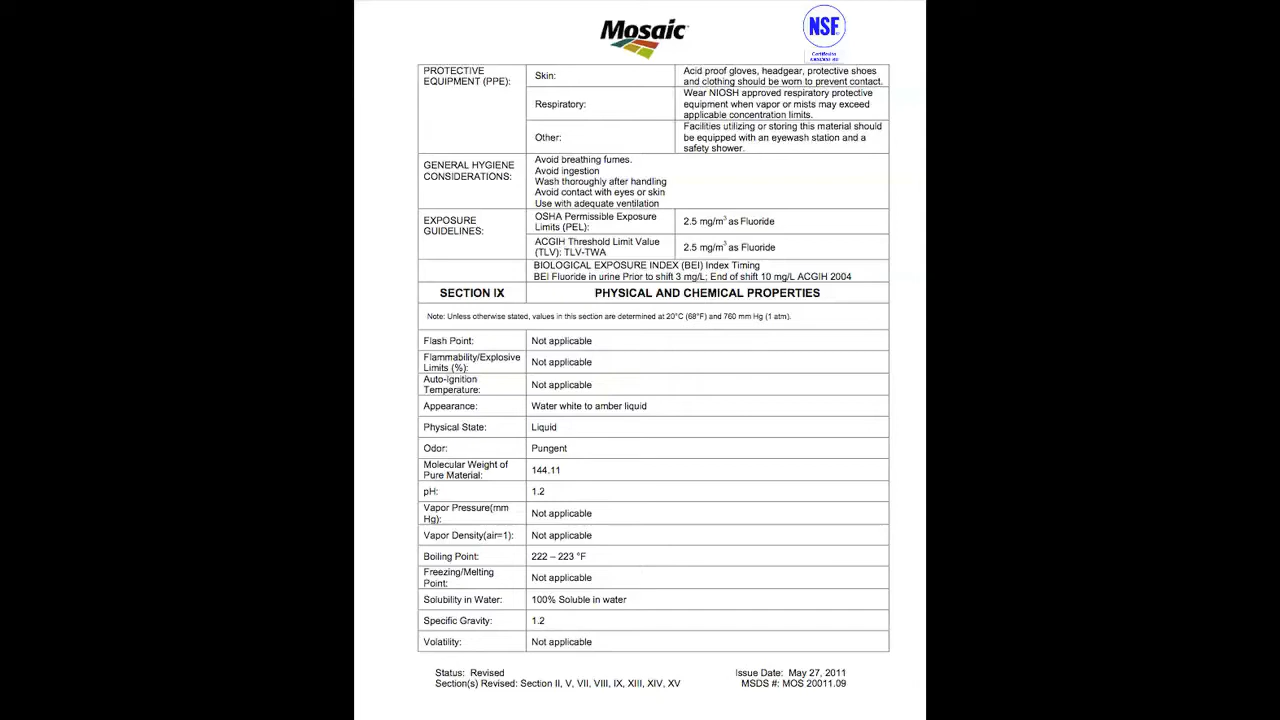 Mosaic
NSF
Certified to
PROTECTIVE
EQUIPMENT (PPE):
Skin:
Acid proof gloves, headgear, protective shoes
and clothing should be worn to prevent contact.
Respiratory:
Wear NIOSH approved respiratory protective
equipment when vapor or mists may exceed
applicable concentration limits.
Other:
Facilities utilizing or storing this material should
be equipped with an eyewash station and a
safety shower.
GENERAL HYGIENE
CONSIDERATIONS:
Avoid breathing fumes.
Avoid ingestion
Wash thoroughly after handling
Avoid contact with eyes or skin
Use with adequate ventilation
EXPOSURE
GUIDELINES:
OSHA Permissible Exposure
Limits (PEL):
2.5 mg/m³ as Fluoride
ACGIH Threshold Limit Value
(TLV): TLV-TWA
2.5 mg/m³ as Fluoride
BIOLOGICAL EXPOSURE INDEX (BEI) Index Timing
BEI Fluoride in urine Prior to shift 3 mg/L; End of shift 10 mg/L ACGIH 2004
SECTION IX PHYSICAL AND CHEMICAL PROPERTIES
Note: Unless otherwise stated, values in this section are determined at 20°C (68°F) and 760 mm Hg (1 atm).
Flash Point: Not applicable
Flammability/Explosive
Limits (%):
Not applicable
Auto-ignition
Temperature:
Not applicable
Appearance: Water white to amber liquid
Physical State: Liquid
Odor: Pungent
Molecular Weight of
Pure Material:
144.11
pH: 1.2
Vapor Pressure(mm
Hg):
Not applicable
Vapor Density(air=1): Not applicable
Boiling Point: 222 – 223 °F
Freezing/Melting
Point:
Not applicable
Solubility in Water: 100% Soluble in water
Specific Gravity: 1.2
Volatility: Not applicable
Status: Revised Issue Date: May 27, 2011
Section(s) Revised: Section II, V, VII, VIII, IX, XIII, XIV, XV MSDS #: MOS 20011.09